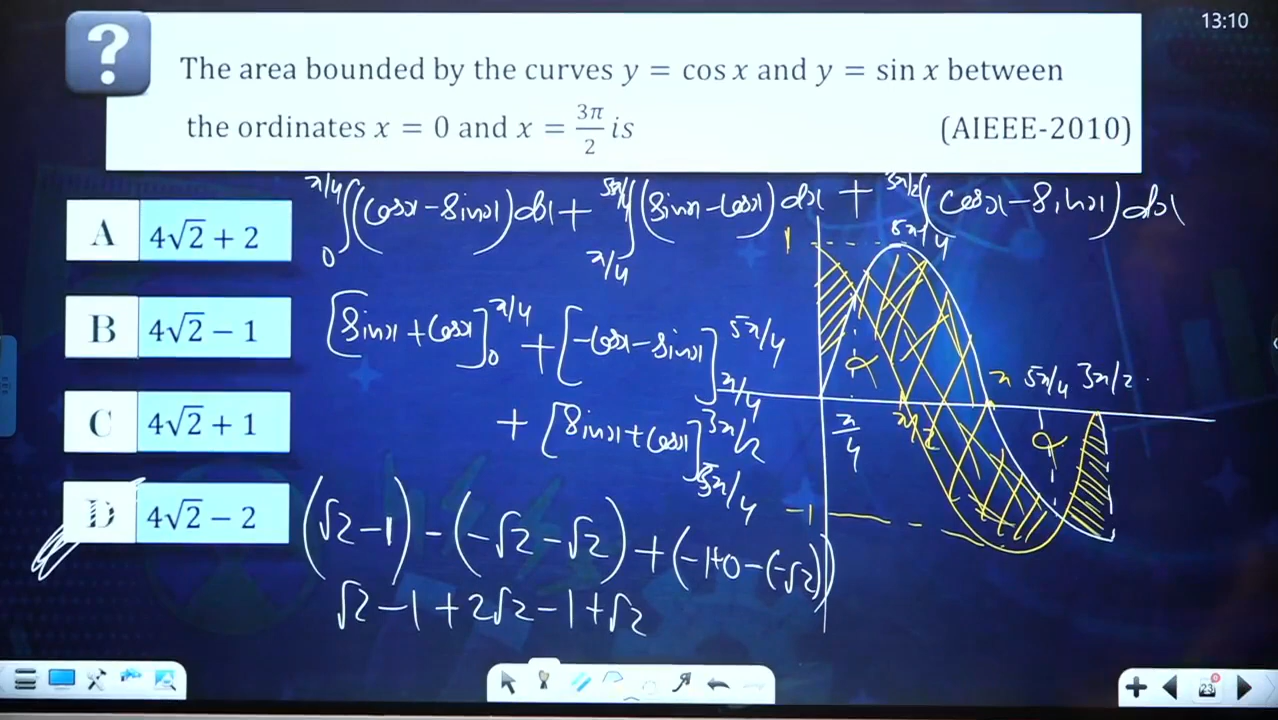 13:10
?
The area bounded by the curves y = cos x and y = sin x between
the ordinates x = 0 and x = 3π/2 is (AIEEE-2010)
A 4√2 + 2
B 4√2 − 1
C 4√2 + 1
D 4√2 − 2
∫₀^(π/4) (cosx − sinx)dx + ∫_(π/4)^(5π/4) (sinx − cosx)dx + ∫_(5π/4)^(3π/2) (cosx − sinx)dx
[sinx + cosx]₀^(π/4) + [−cosx − sinx]_(π/4)^(5π/4)
+ [sinx + cosx]_(5π/4)^(3π/2)
(√2 − 1) − (−√2 − √2) + (−1+0 − (−√2))
√2 − 1 + 2√2 − 1 + √2
1
π/4
π/2
π
5π/4
3π/2
−1
23